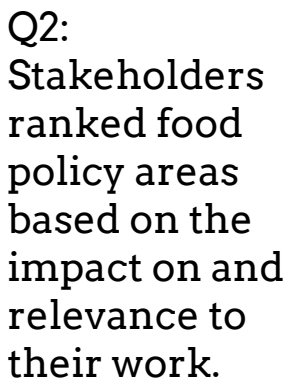 Q2:
Stakeholders
ranked food
policy areas
based on the
impact on and
relevance to
their work.